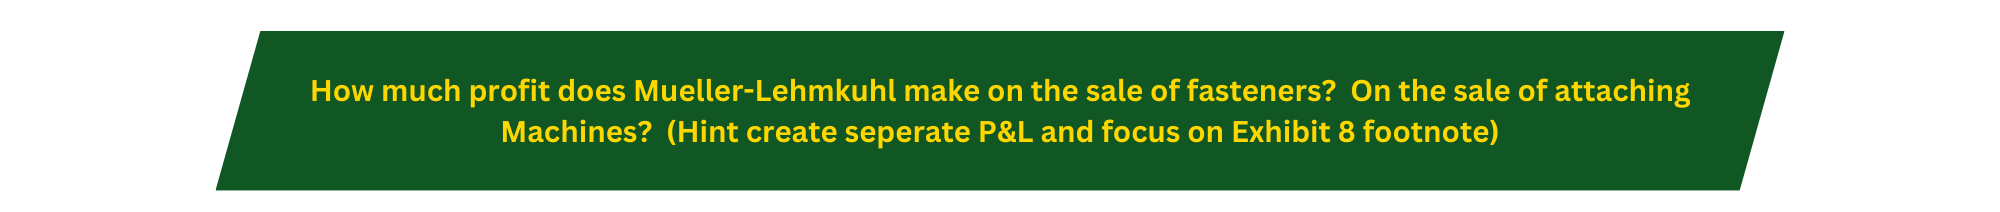 How much profit does Mueller-Lehmkuhl make on the sale of fasteners?  On the sale of attaching
Machines?  (Hint create seperate P&L and focus on Exhibit 8 footnote)